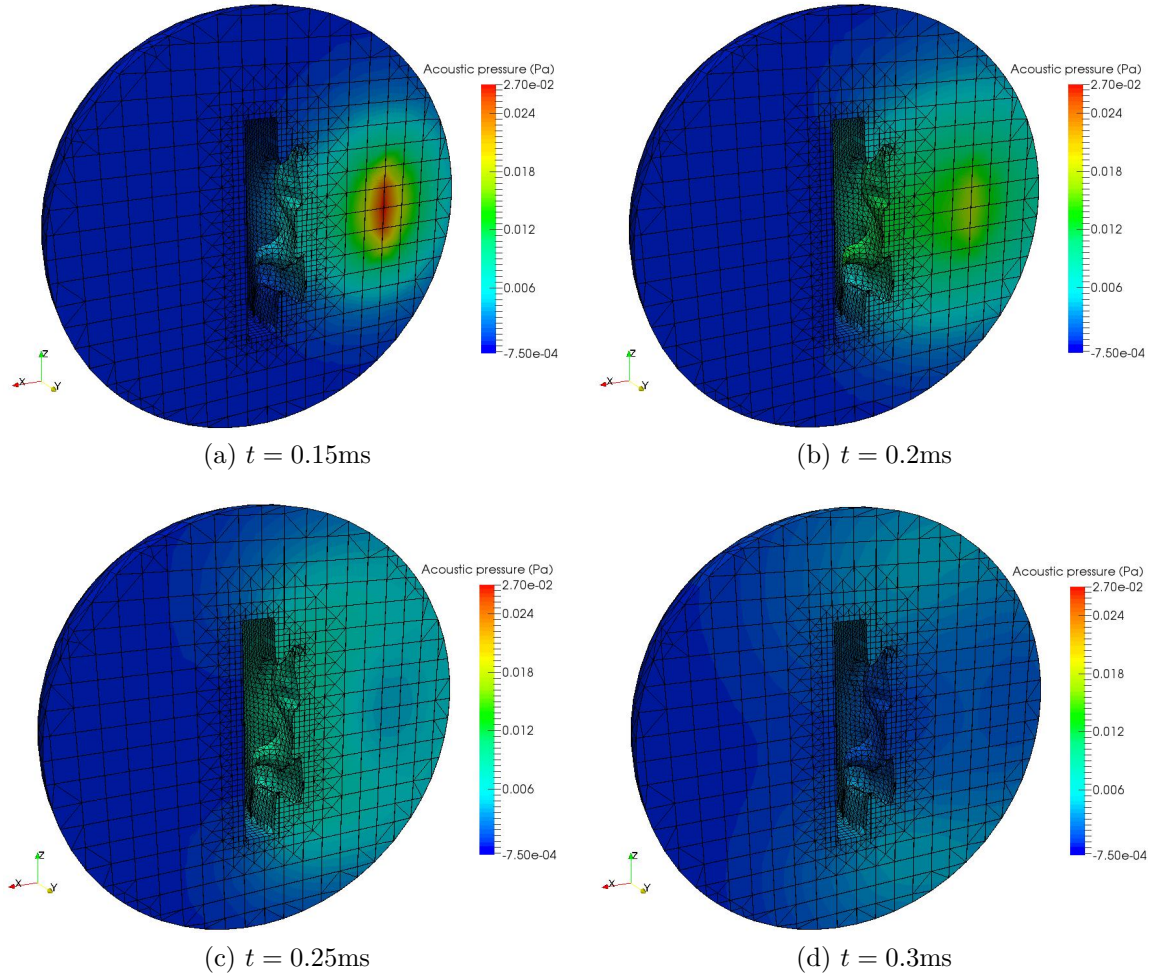 Acoustic pressure (Pa)
2.70e-02
0.024
0.018
0.012
0.006
-7.50e-04
Z
X
Y
(a) t = 0.15ms
Acoustic pressure (Pa)
2.70e-02
0.024
0.018
0.012
0.006
-7.50e-04
Z
X
Y
(b) t = 0.2ms
Acoustic pressure (Pa)
2.70e-02
0.024
0.018
0.012
0.006
-7.50e-04
Z
X
Y
(c) t = 0.25ms
Acoustic pressure (Pa)
2.70e-02
0.024
0.018
0.012
0.006
-7.50e-04
Z
X
Y
(d) t = 0.3ms